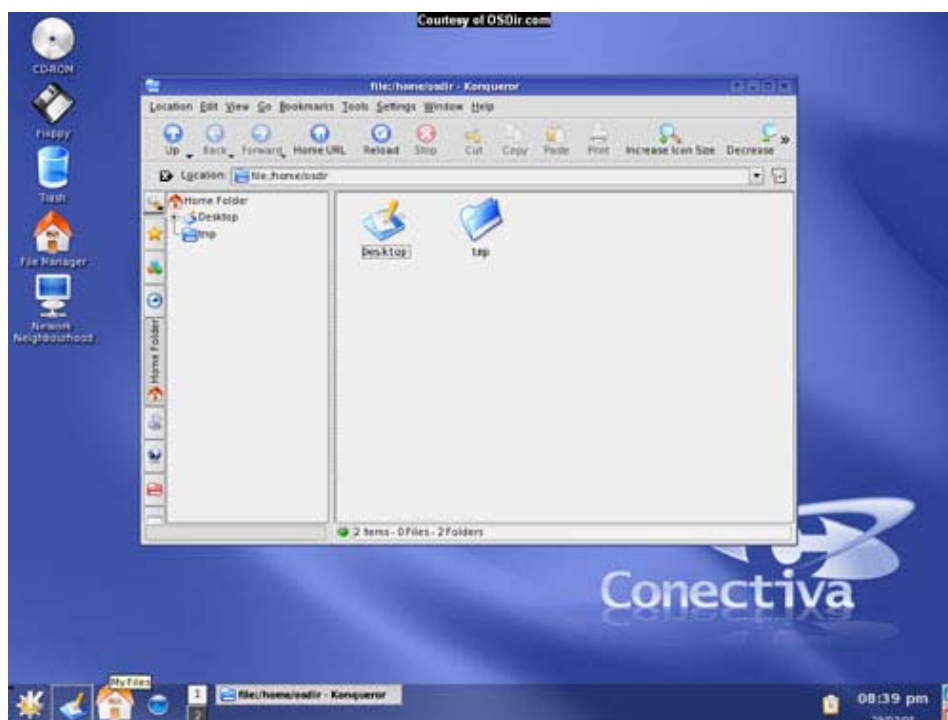 Courtesy of OSDir.com
CD-ROM
Floppy
Trash
File Manager
Network
Neighbourhood
file:/home/osdir - Konqueror
Location Edit View Go Bookmarks Tools Settings Window Help
Up Back Forward Home URL Reload Stop Cut Copy Paste Print Increase Icon Size Decrease
Location: file:/home/osdir
Home Folder
Desktop
tmp
Home Folder
Desktop
tmp
2 Items - 0 Files - 2 Folders
Conectiva
My Files
1
2
file:/home/osdir - Konqueror
08:39 pm